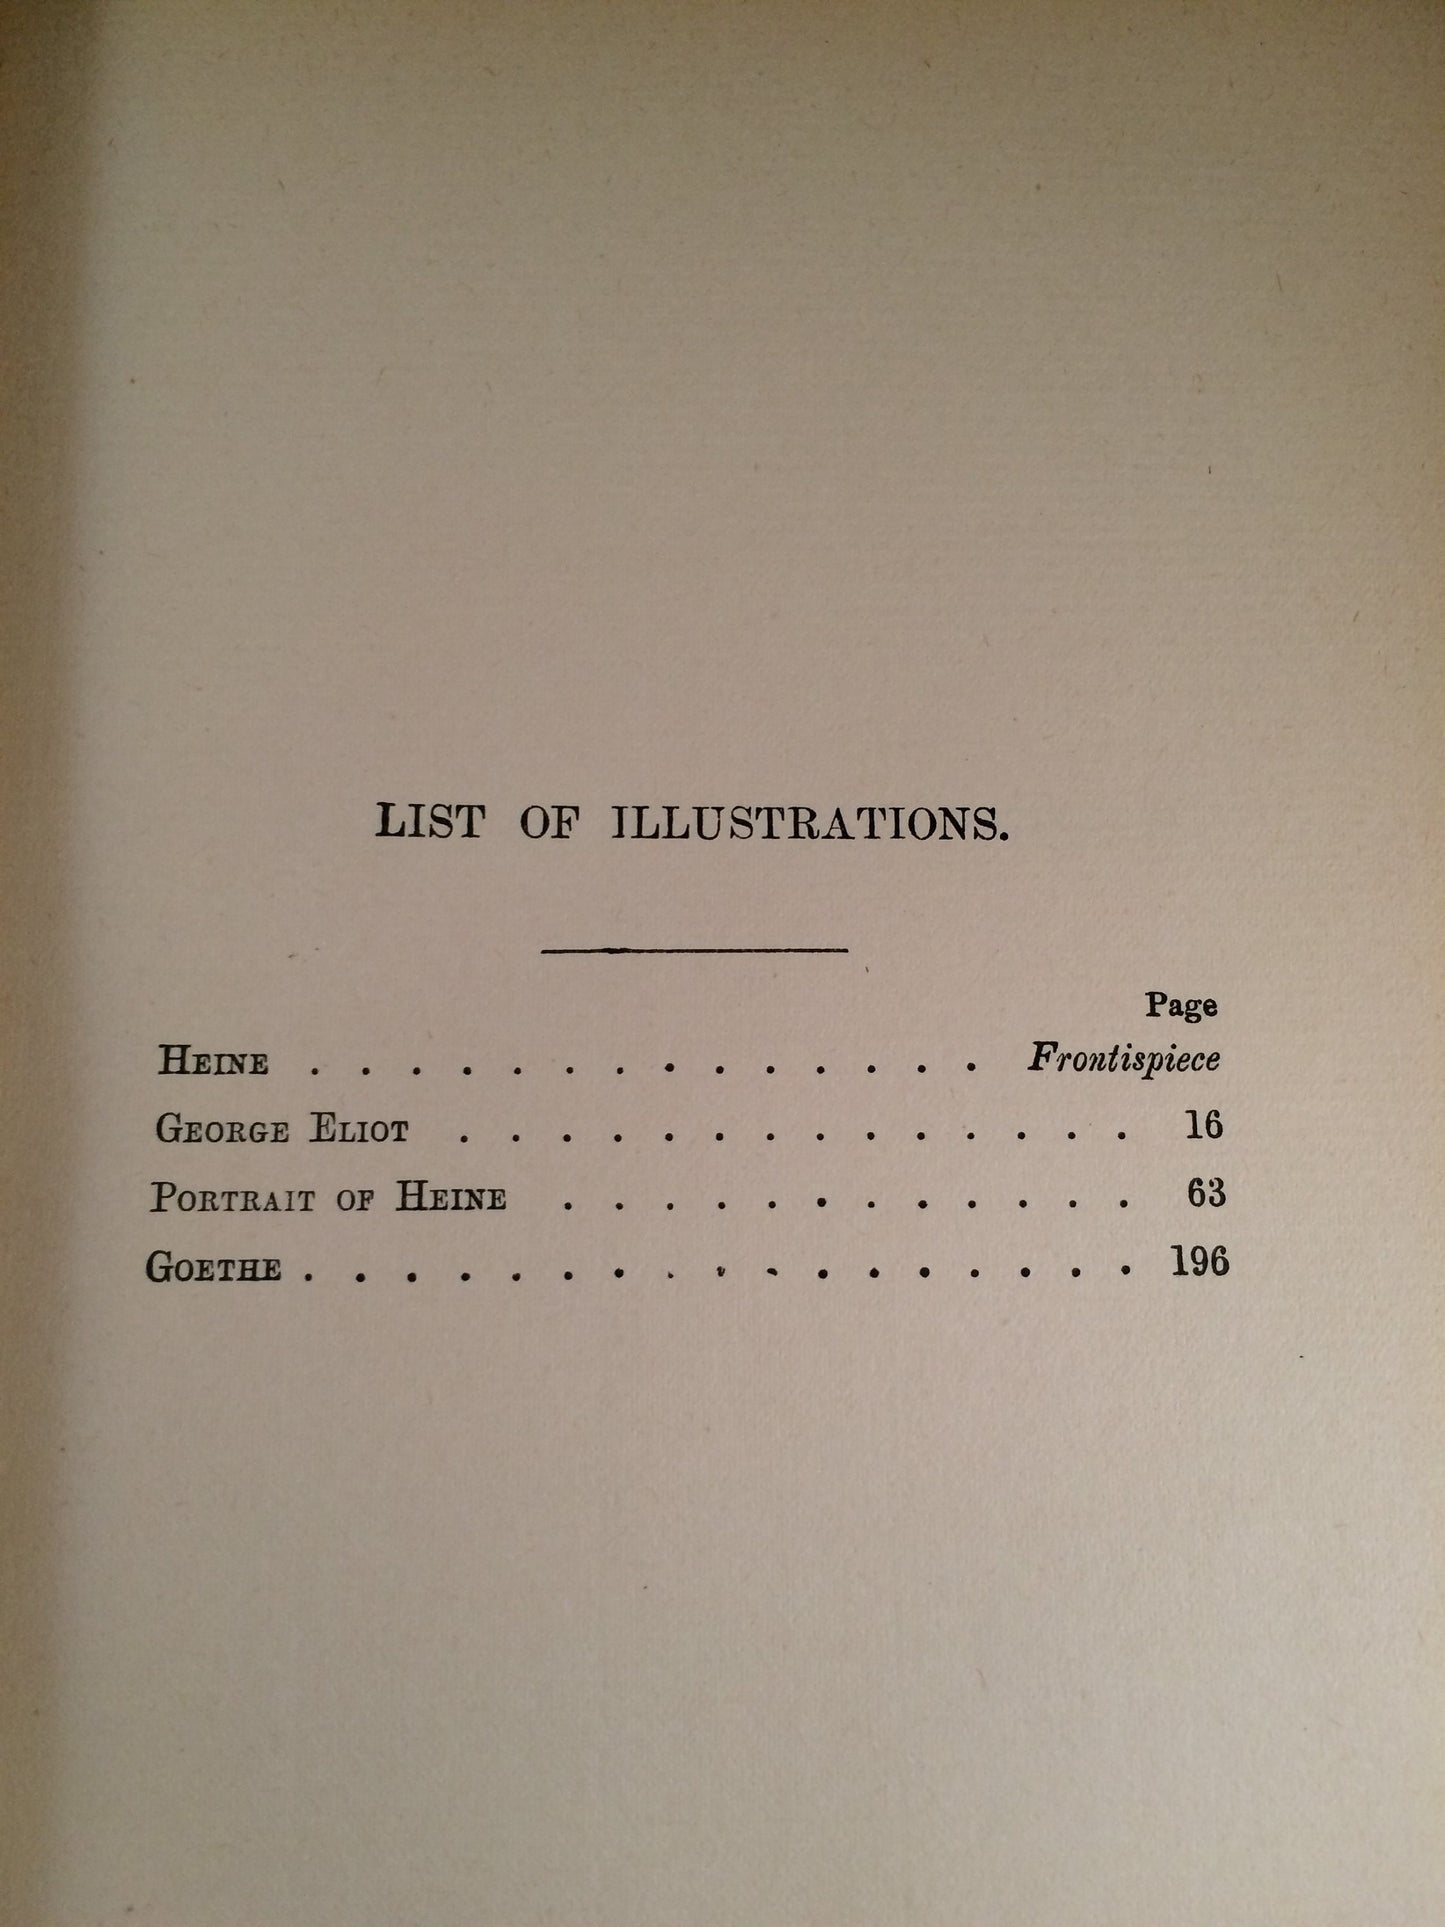 LIST OF ILLUSTRATIONS.
Page
HEINE . . . . . . . . . . . . . . Frontispiece
GEORGE ELIOT . . . . . . . . . . . . . . 16
PORTRAIT OF HEINE . . . . . . . . . . . . 63
GOETHE . . . . . . . . . . . . . . . . . 196